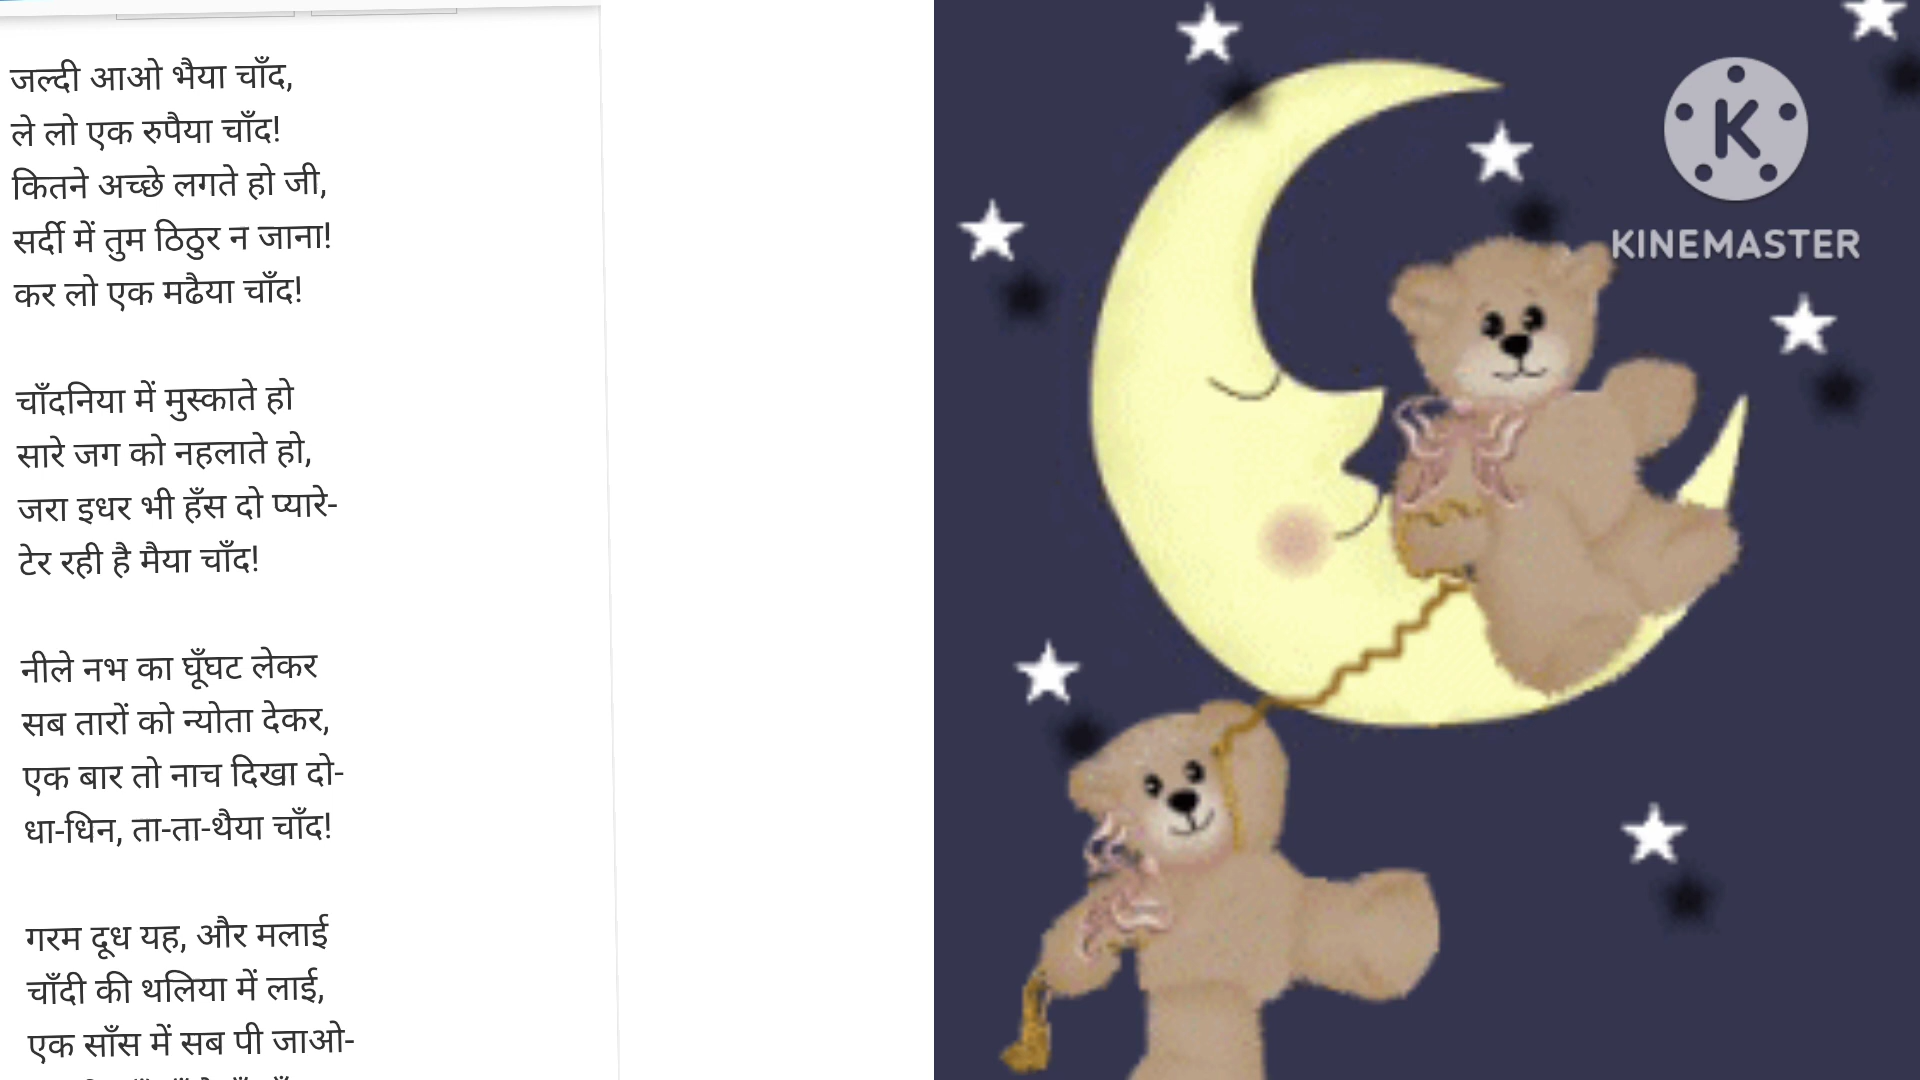 जल्दी आओ भैया चाँद,
ले लो एक रुपैया चाँद!
कितने अच्छे लगते हो जी,
सर्दी में तुम ठिठुर न जाना!
कर लो एक मढैया चाँद!
चाँदनिया में मुस्काते हो
सारे जग को नहलाते हो,
जरा इधर भी हँस दो प्यारे-
टेर रही है मैया चाँद!
नीले नभ का घूँघट लेकर
सब तारों को न्योता देकर,
एक बार तो नाच दिखा दो-
धा-धिन, ता-ता-थैया चाँद!
गरम दूध यह, और मलाई
चाँदी की थलिया में लाई,
एक साँस में सब पी जाओ-
K
KINEMASTER